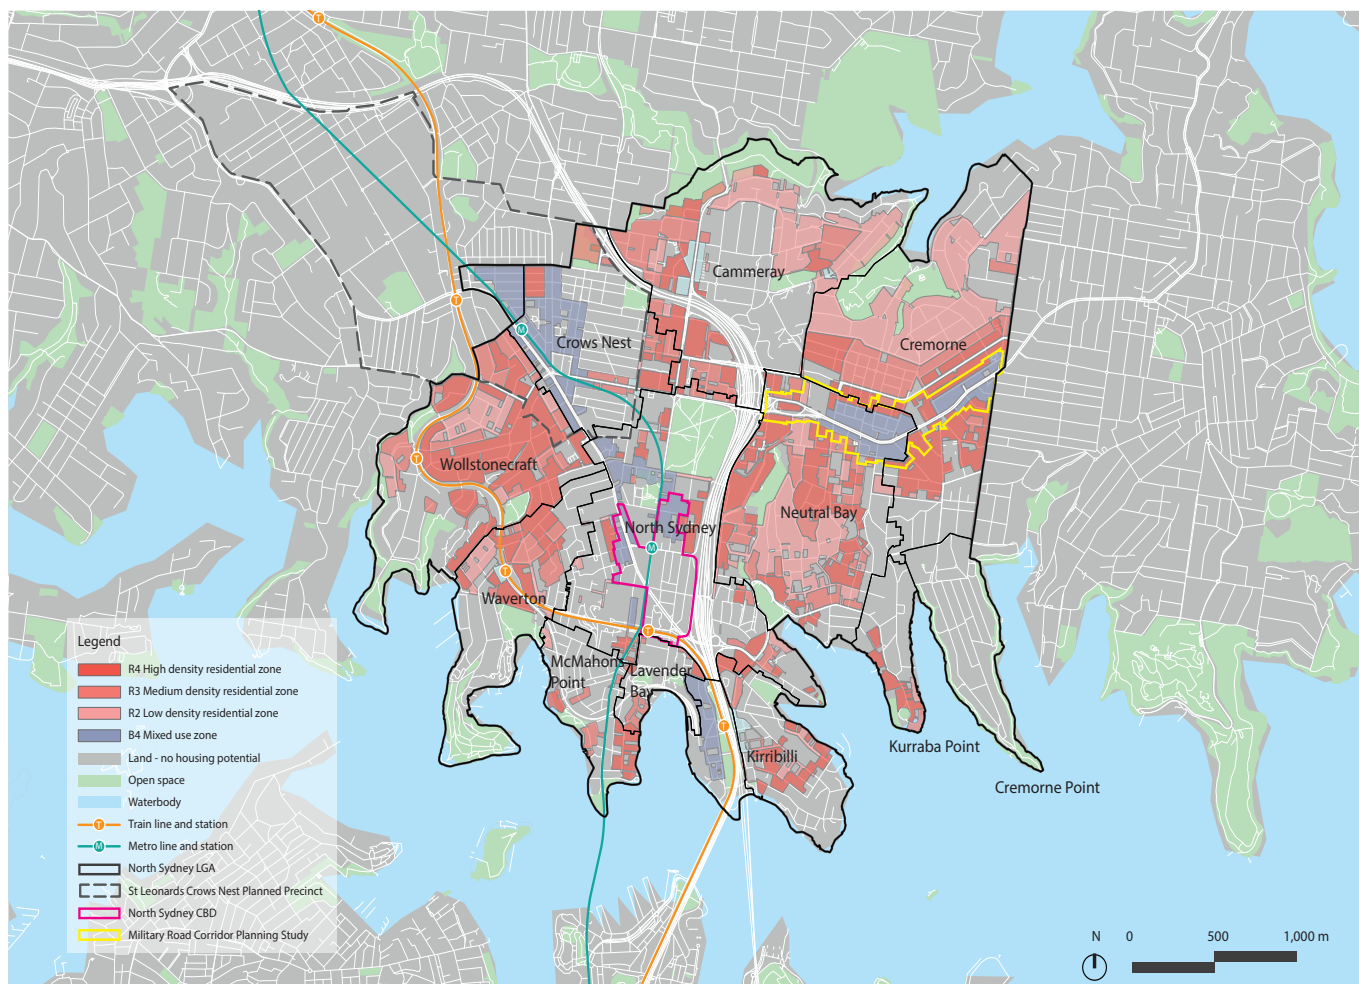 T
T
M
T
T
T
M
T
T
Cammeray
Crows Nest
Cremorne
Wollstonecraft
Neutral Bay
North Sydney
Waverton
McMahons
Point
Lavender
Bay
Kirribilli
Kurraba Point
Cremorne Point
Legend
R4 High density residential zone
R3 Medium density residential zone
R2 Low density residential zone
B4 Mixed use zone
Land - no housing potential
Open space
Waterbody
T Train line and station
M Metro line and station
North Sydney LGA
St Leonards Crows Nest Planned Precinct
North Sydney CBD
Military Road Corridor Planning Study
N 0 500 1,000 m